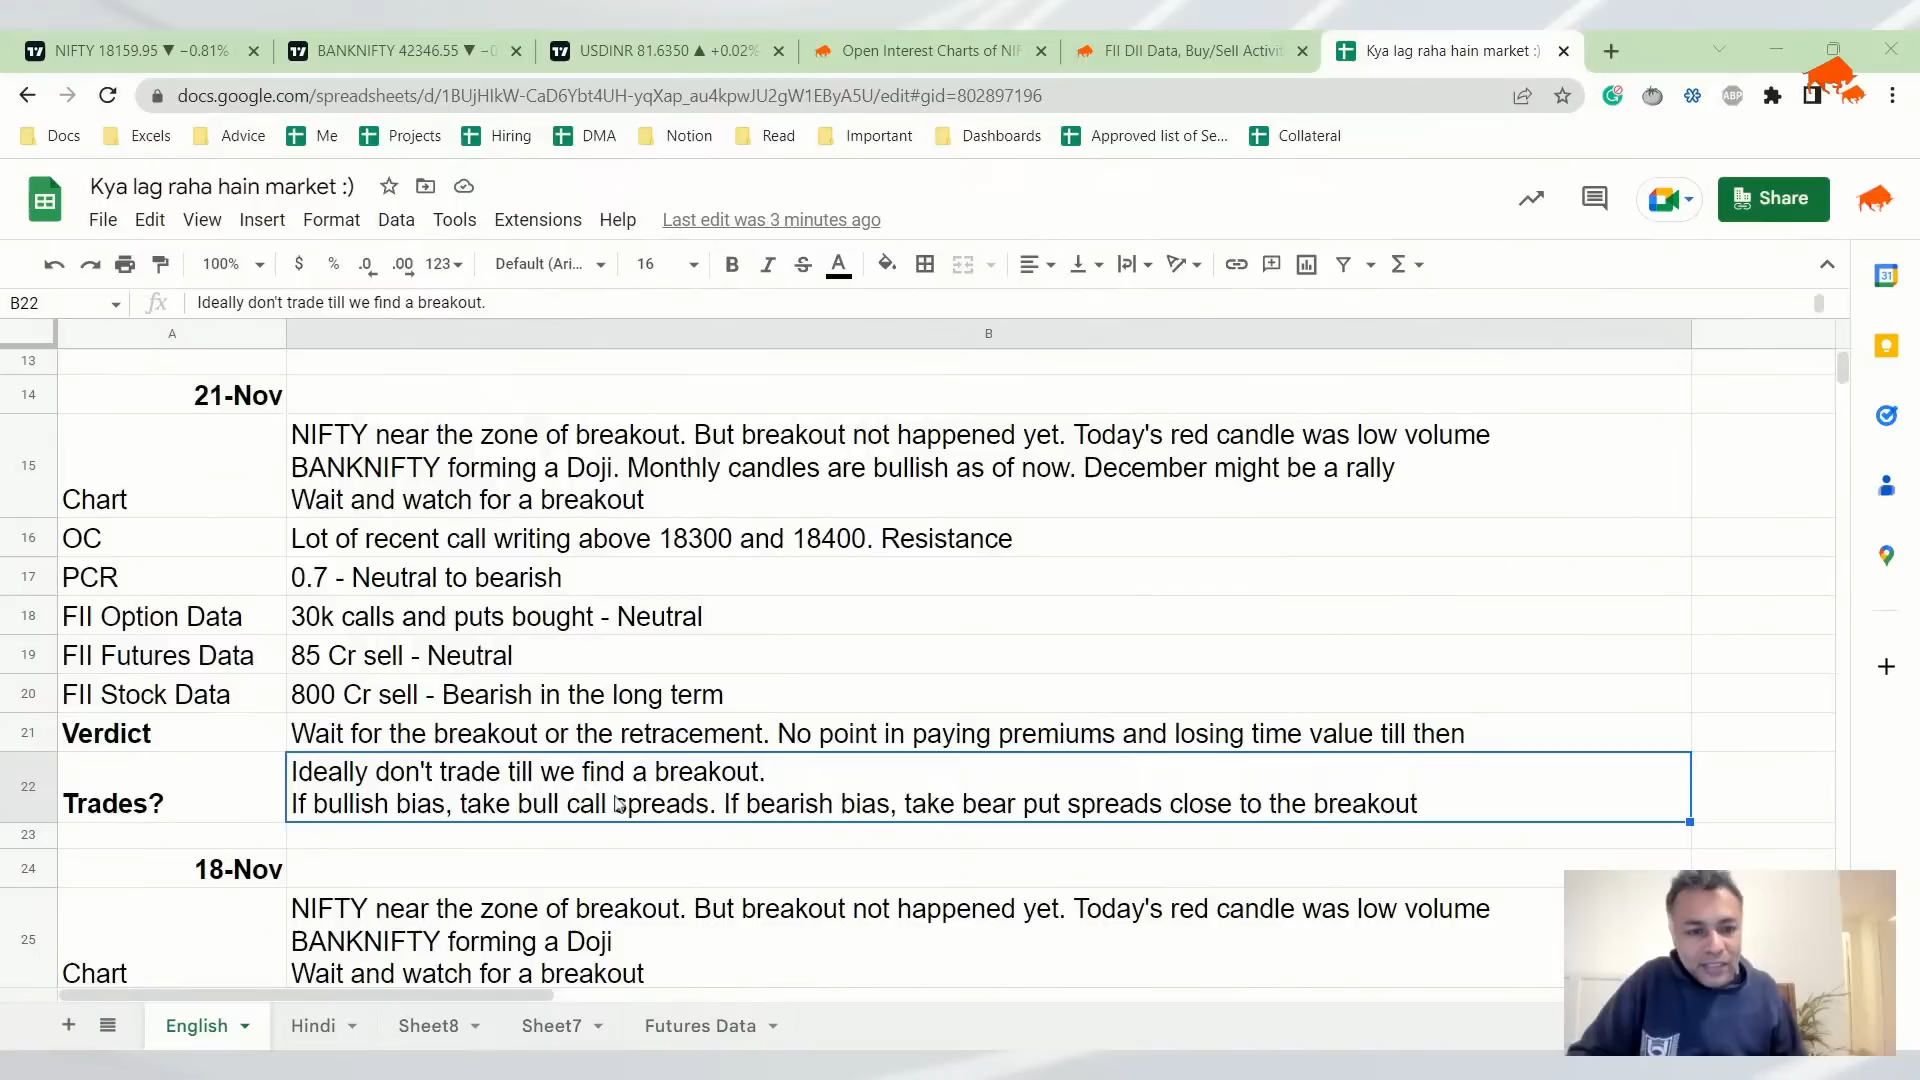 NIFTY 18159.95 ▼ −0.81%
BANKNIFTY 42346.55 ▼ −0
USDINR 81.6350 ▲ +0.02%
Open Interest Charts of NIF
FII DII Data, Buy/Sell Activit
Kya lag raha hain market :)
docs.google.com/spreadsheets/d/1BUjHIkW-CaD6Ybt4UH-yqXap_au4kpwJU2gW1EByA5U/edit#gid=802897196
ABP
Docs
Excels
Advice
Me
Projects
Hiring
DMA
Notion
Read
Important
Dashboards
Approved list of Se...
Collateral
Kya lag raha hain market :)
Share
File Edit View Insert Format Data Tools Extensions Help Last edit was 3 minutes ago
100% $ % .0 .00 123 Default (Ari... 16 B I S A
B22 fx Ideally don't trade till we find a breakout.
31
A B
13
14 21-Nov
NIFTY near the zone of breakout. But breakout not happened yet. Today's red candle was low volume
BANKNIFTY forming a Doji. Monthly candles are bullish as of now. December might be a rally
15 Chart Wait and watch for a breakout
16 OC Lot of recent call writing above 18300 and 18400. Resistance
17 PCR 0.7 - Neutral to bearish
18 FII Option Data 30k calls and puts bought - Neutral
19 FII Futures Data 85 Cr sell - Neutral
20 FII Stock Data 800 Cr sell - Bearish in the long term
21 Verdict Wait for the breakout or the retracement. No point in paying premiums and losing time value till then
Ideally don't trade till we find a breakout.
22 Trades? If bullish bias, take bull call spreads. If bearish bias, take bear put spreads close to the breakout
23
24 18-Nov
NIFTY near the zone of breakout. But breakout not happened yet. Today's red candle was low volume
25 BANKNIFTY forming a Doji
Chart Wait and watch for a breakout
English Hindi Sheet8 Sheet7 Futures Data